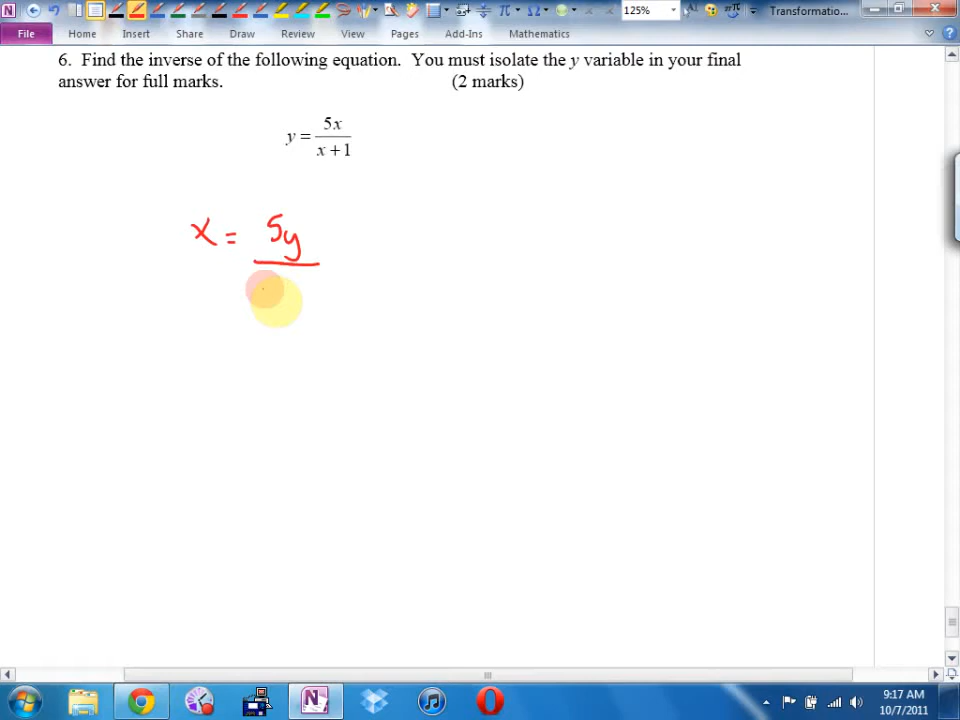 125%
Transformatio...
File Home Insert Share Draw Review View Pages Add-Ins Mathematics
6. Find the inverse of the following equation. You must isolate the y variable in your final
answer for full marks. (2 marks)
y = 5x / x + 1
x = 5y
9:17 AM
10/7/2011